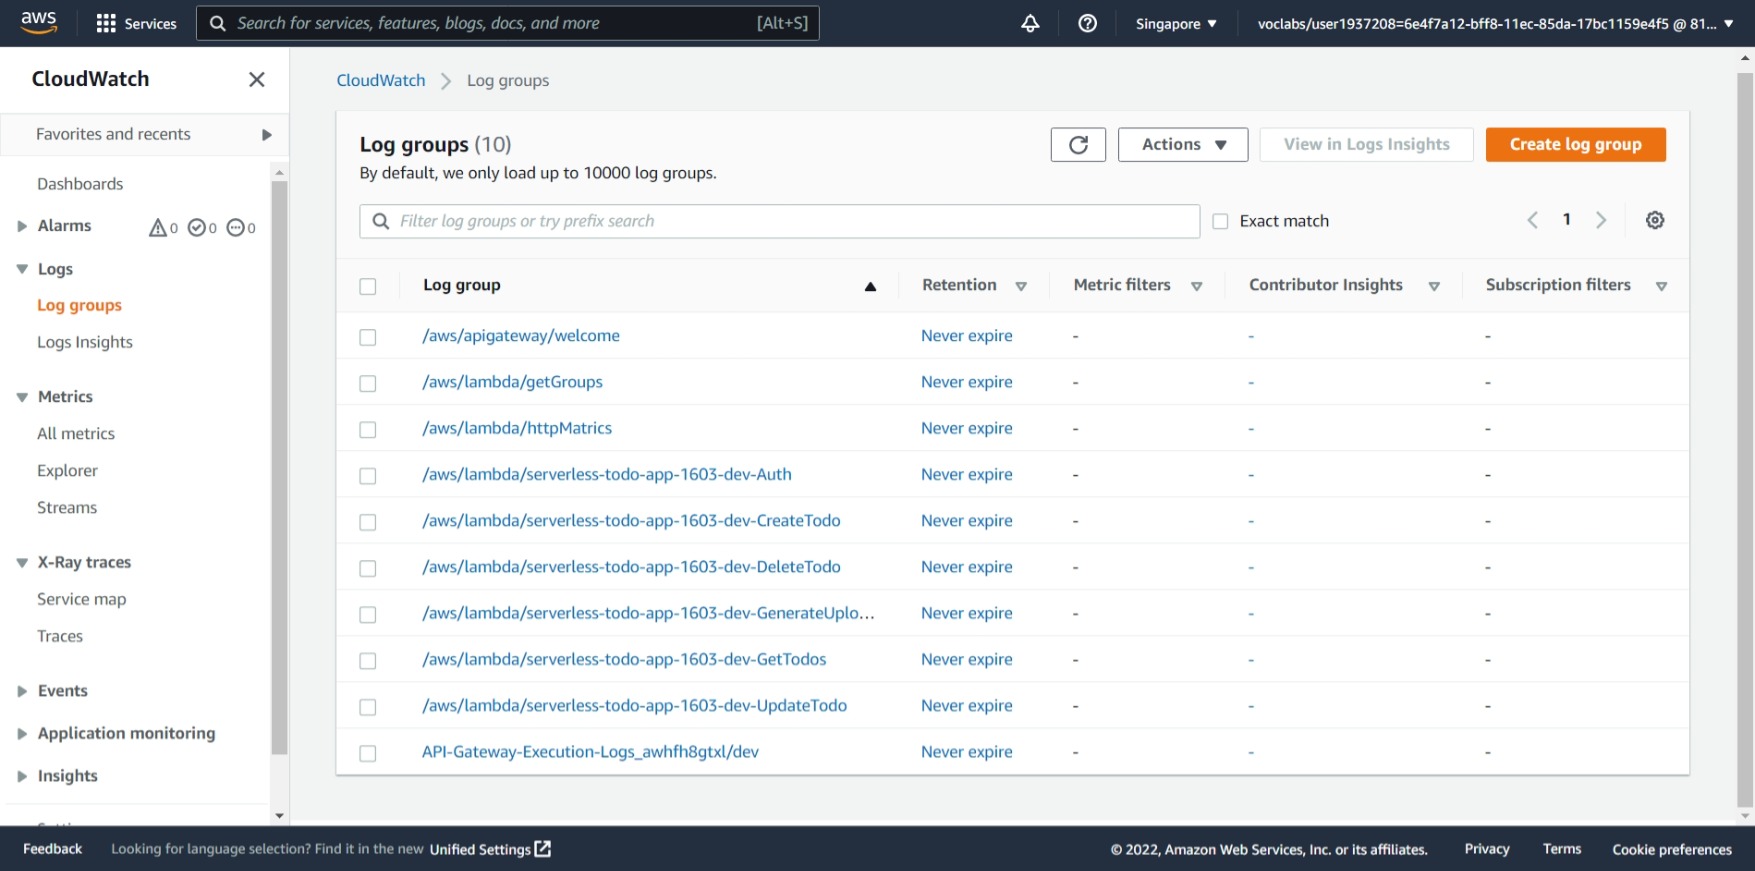 aws Services Search for services, features, blogs, docs, and more [Alt+S] Singapore ▼ voclabs/user1937208=6e4f7a12-bff8-11ec-85da-17bc1159e4f5 @ 81... ▼
CloudWatch
Favorites and recents
Dashboards
Alarms 0 0 0
Logs
Log groups
Logs Insights
Metrics
All metrics
Explorer
Streams
X-Ray traces
Service map
Traces
Events
Application monitoring
Insights
CloudWatch > Log groups
Log groups (10) Actions ▼ View in Logs Insights Create log group
By default, we only load up to 10000 log groups.
Filter log groups or try prefix search Exact match < 1 >
Log group Retention Metric filters Contributor Insights Subscription filters
/aws/apigateway/welcome Never expire - - -
/aws/lambda/getGroups Never expire - - -
/aws/lambda/httpMatrics Never expire - - -
/aws/lambda/serverless-todo-app-1603-dev-Auth Never expire - - -
/aws/lambda/serverless-todo-app-1603-dev-CreateTodo Never expire - - -
/aws/lambda/serverless-todo-app-1603-dev-DeleteTodo Never expire - - -
/aws/lambda/serverless-todo-app-1603-dev-GenerateUplo... Never expire - - -
/aws/lambda/serverless-todo-app-1603-dev-GetTodos Never expire - - -
/aws/lambda/serverless-todo-app-1603-dev-UpdateTodo Never expire - - -
API-Gateway-Execution-Logs_awhfh8gtxl/dev Never expire - - -
Feedback Looking for language selection? Find it in the new Unified Settings © 2022, Amazon Web Services, Inc. or its affiliates. Privacy Terms Cookie preferences